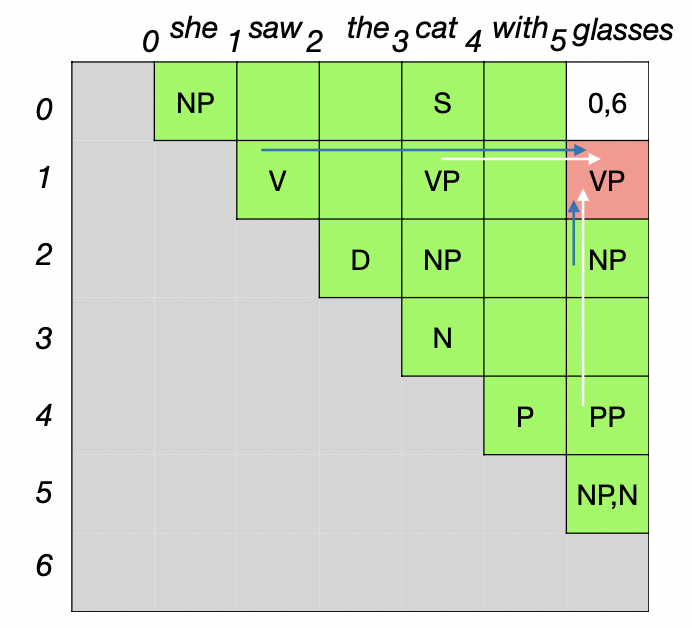 0 she 1 saw 2 the 3 cat 4 with 5 glasses
0 NP S 0,6
1 V VP VP
2 D NP NP
3 N
4 P PP
5 NP,N
6